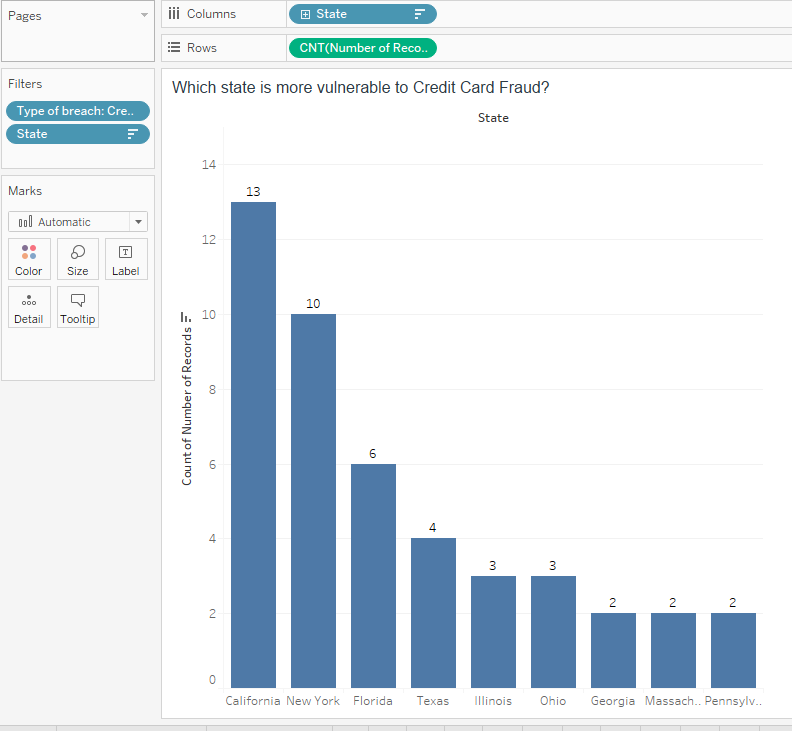 Pages
Columns
State
Rows
CNT(Number of Reco..
Filters
Type of breach: Cre..
State
Marks
Automatic
Color
Size
Label
Detail
Tooltip
Which state is more vulnerable to Credit Card Fraud?
State
Count of Number of Records
14
12
10
8
6
4
2
0
13
10
6
4
3
3
2
2
2
California
New York
Florida
Texas
Illinois
Ohio
Georgia
Massach..
Pennsylv..